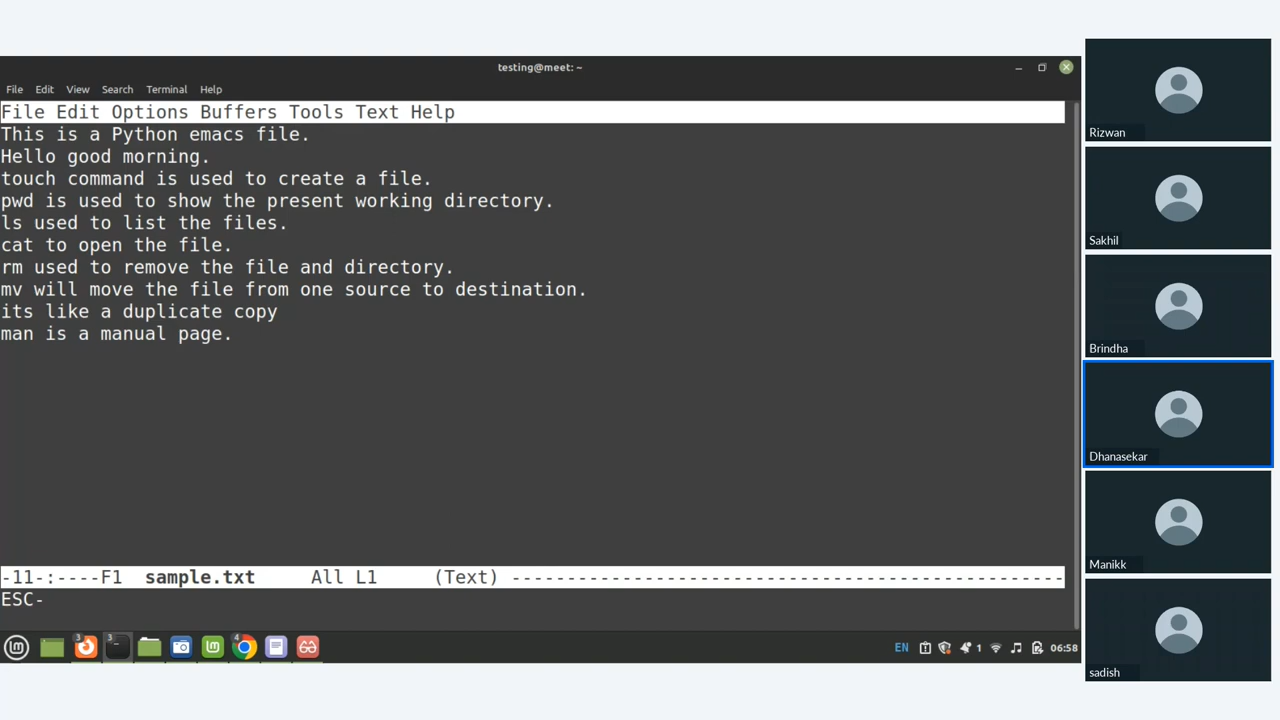 testing@meet: ~
File Edit View Search Terminal Help
File Edit Options Buffers Tools Text Help
This is a Python emacs file.
Hello good morning.
touch command is used to create a file.
pwd is used to show the present working directory.
ls used to list the files.
cat to open the file.
rm used to remove the file and directory.
mv will move the file from one source to destination.
its like a duplicate copy
man is a manual page.
-11-:----F1  sample.txt     All L1     (Text) --------------------------------------------------
ESC-
3 3 4 EN 1 06:58
Rizwan
Sakhil
Brindha
Dhanasekar
Manikk
sadish